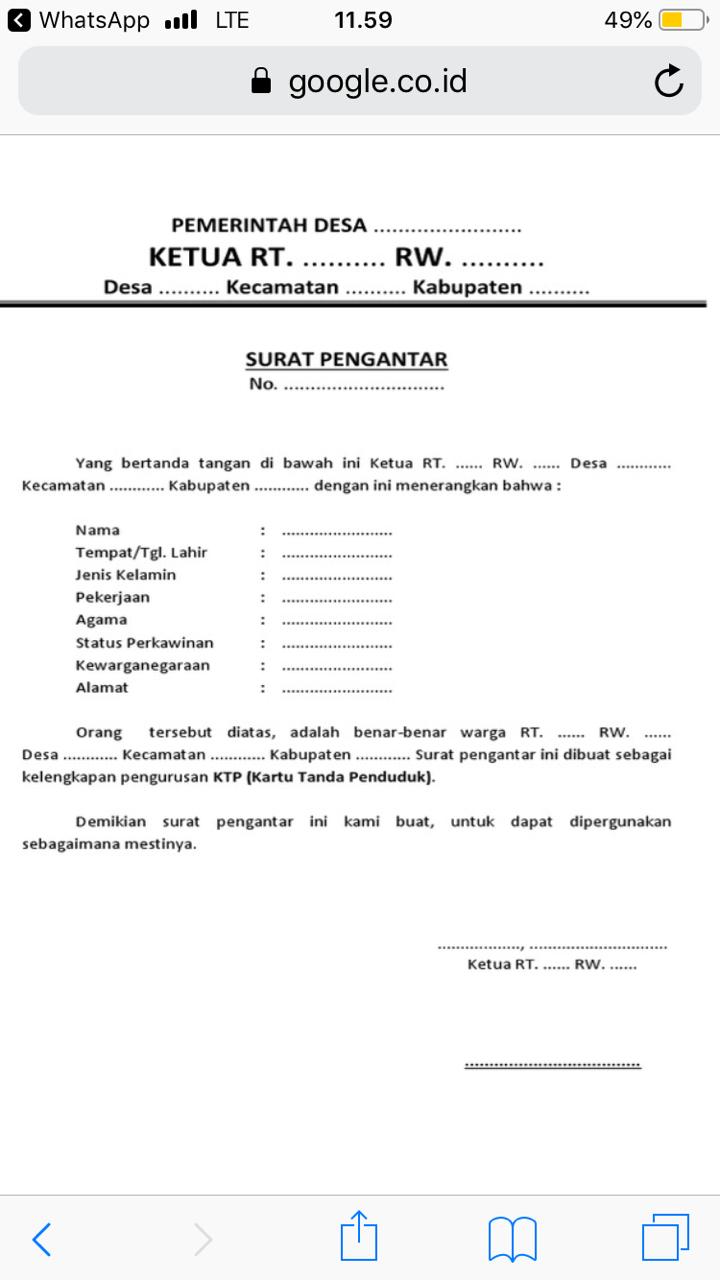 WhatsApp LTE 11.59 49%
google.co.id
PEMERINTAH DESA ........................
KETUA RT. .......... RW. ..........
Desa .......... Kecamatan .......... Kabupaten ..........
SURAT PENGANTAR
No. ..............................
Yang bertanda tangan di bawah ini Ketua RT. ...... RW. ...... Desa ............
Kecamatan ............ Kabupaten ............ dengan ini menerangkan bahwa :
Nama : ........................
Tempat/Tgl. Lahir : ........................
Jenis Kelamin : ........................
Pekerjaan : ........................
Agama : ........................
Status Perkawinan : ........................
Kewarganegaraan : ........................
Alamat : ........................
Orang tersebut diatas, adalah benar-benar warga RT. ...... RW. ......
Desa ............ Kecamatan ............ Kabupaten ............ Surat pengantar ini dibuat sebagai
kelengkapan pengurusan KTP (Kartu Tanda Penduduk).
Demikian surat pengantar ini kami buat, untuk dapat dipergunakan
sebagaimana mestinya.
.................., ..............................
Ketua RT. ...... RW. ......
.......................................